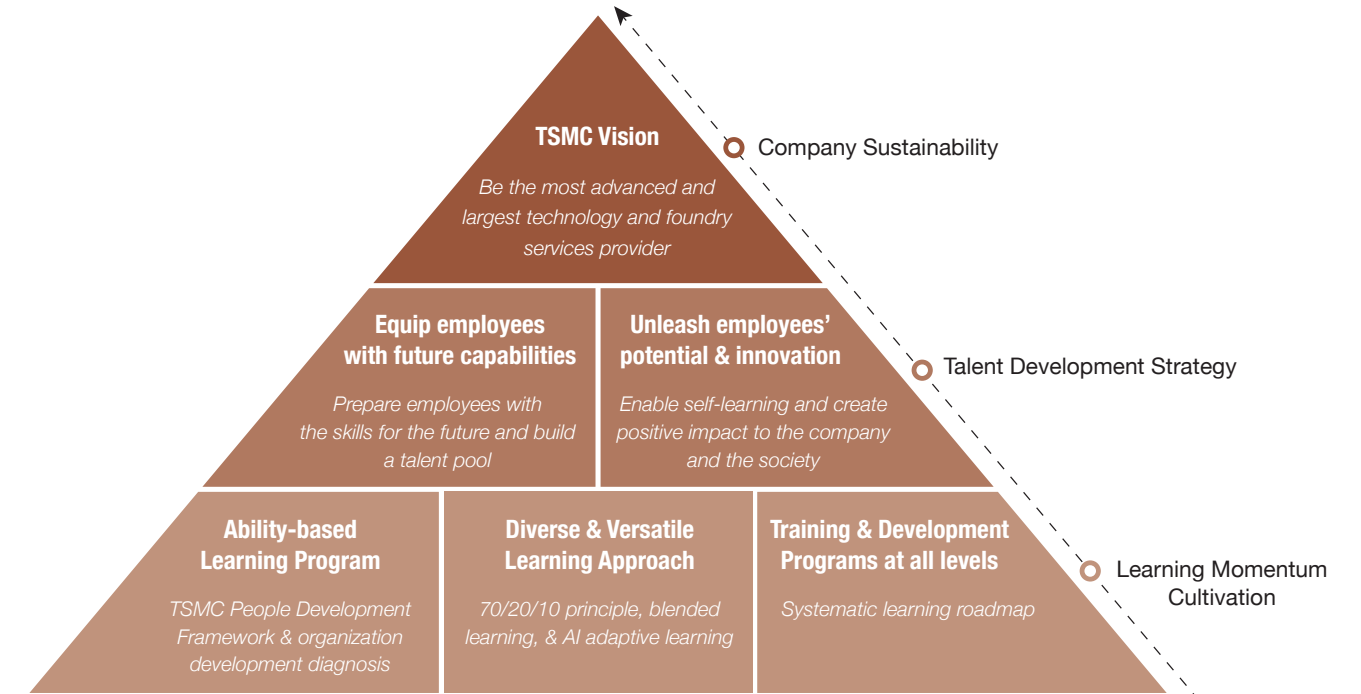 TSMC Vision
Be the most advanced and
largest technology and foundry
services provider
Company Sustainability
Equip employees
with future capabilities
Prepare employees with
the skills for the future and build
a talent pool
Unleash employees’
potential & innovation
Enable self-learning and create
positive impact to the company
and the society
Talent Development Strategy
Ability-based
Learning Program
TSMC People Development
Framework & organization
development diagnosis
Diverse & Versatile
Learning Approach
70/20/10 principle, blended
learning, & AI adaptive learning
Training & Development
Programs at all levels
Systematic learning roadmap
Learning Momentum
Cultivation